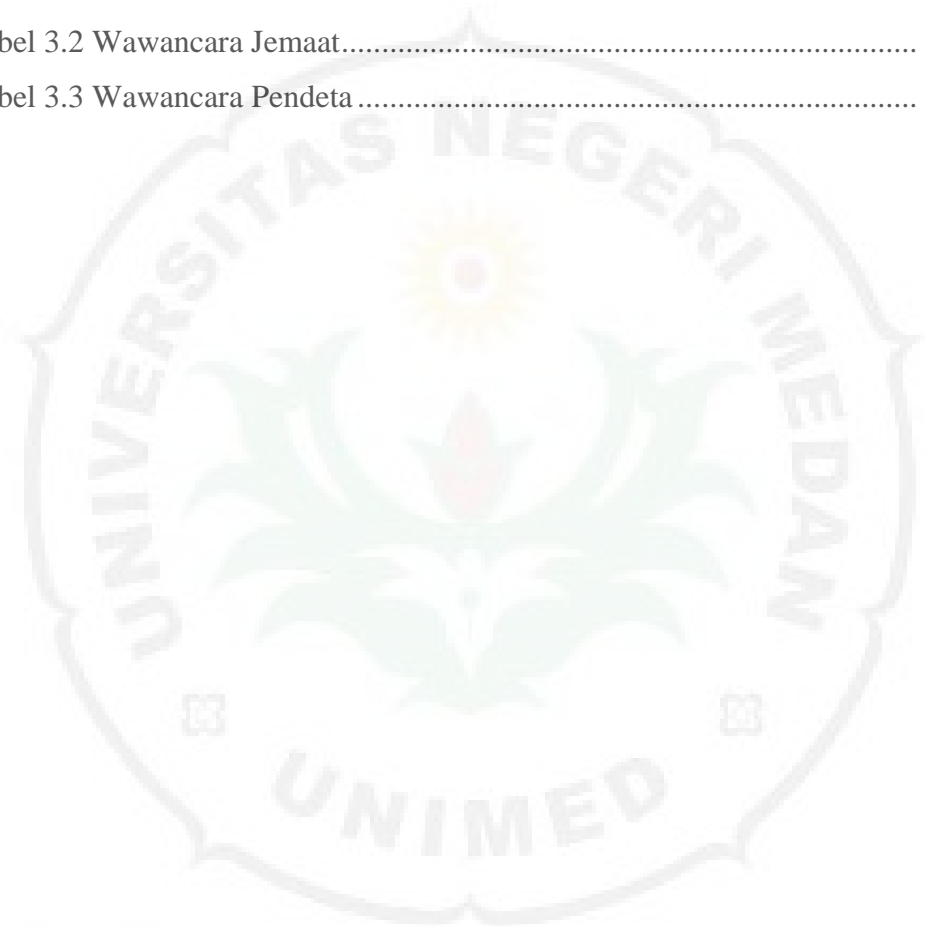 bel 3.2 Wawancara Jemaat.......................................................................
bel 3.3 Wawancara Pendeta.....................................................................
UNIVERSITAS NEGERI MEDAN
UNIMED